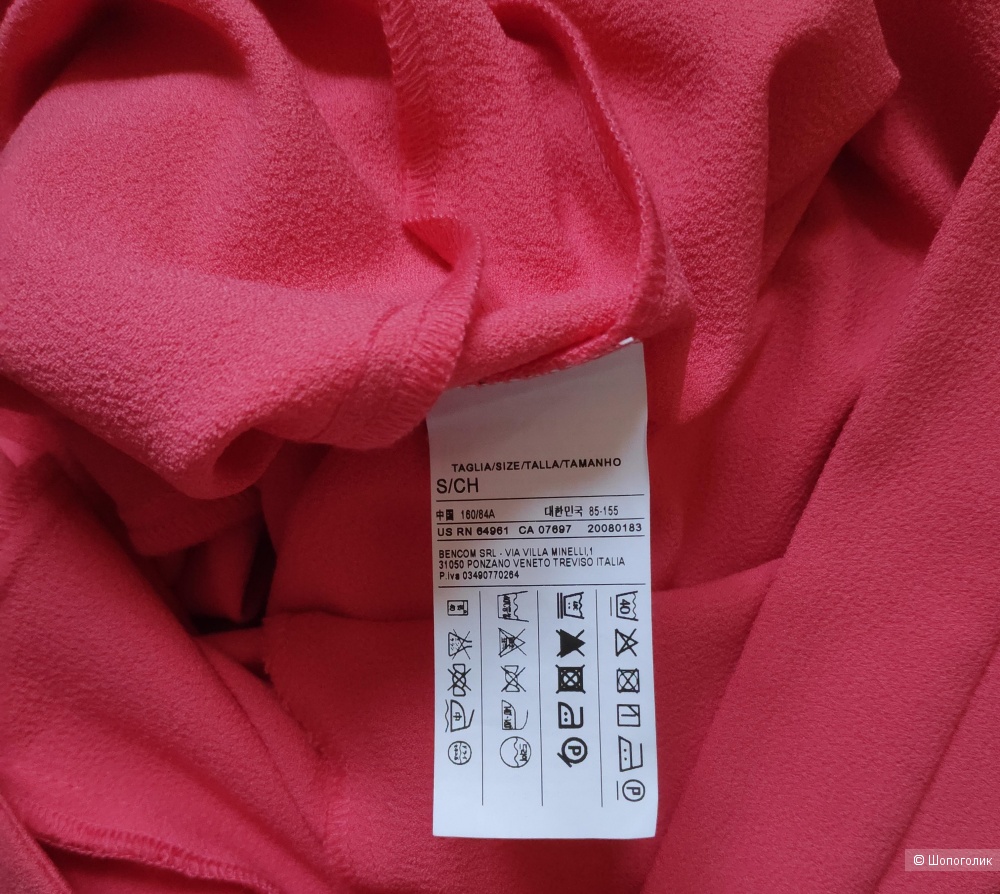 TAGLIA/SIZE/TALLA/TAMANHO
S/CH
中国 160/84A 대한민국 85-155
US RN 64961 CA 07697 20080183
BENCOM SRL - VIA VILLA MINELLI,1
31050 PONZANO VENETO TREVISO ITALIA
P.iva 03490770264
40
中
P
P
© Шопоголик